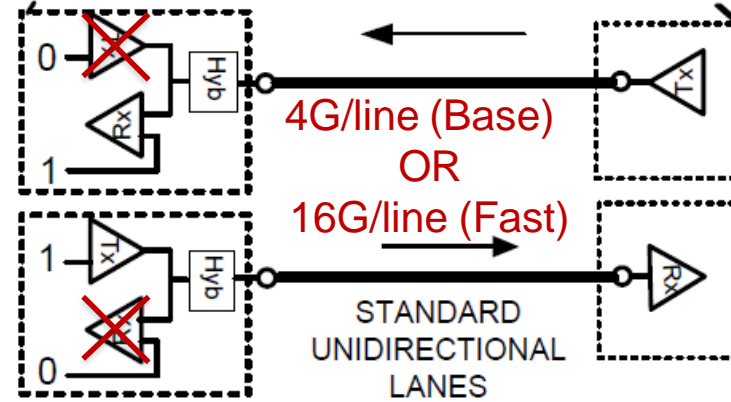 0
Tx
Hyb
Rx
1
Tx
4G/line (Base)
OR
16G/line (Fast)
1
Tx
Hyb
0
Rx
STANDARD
UNIDIRECTIONAL
LANES